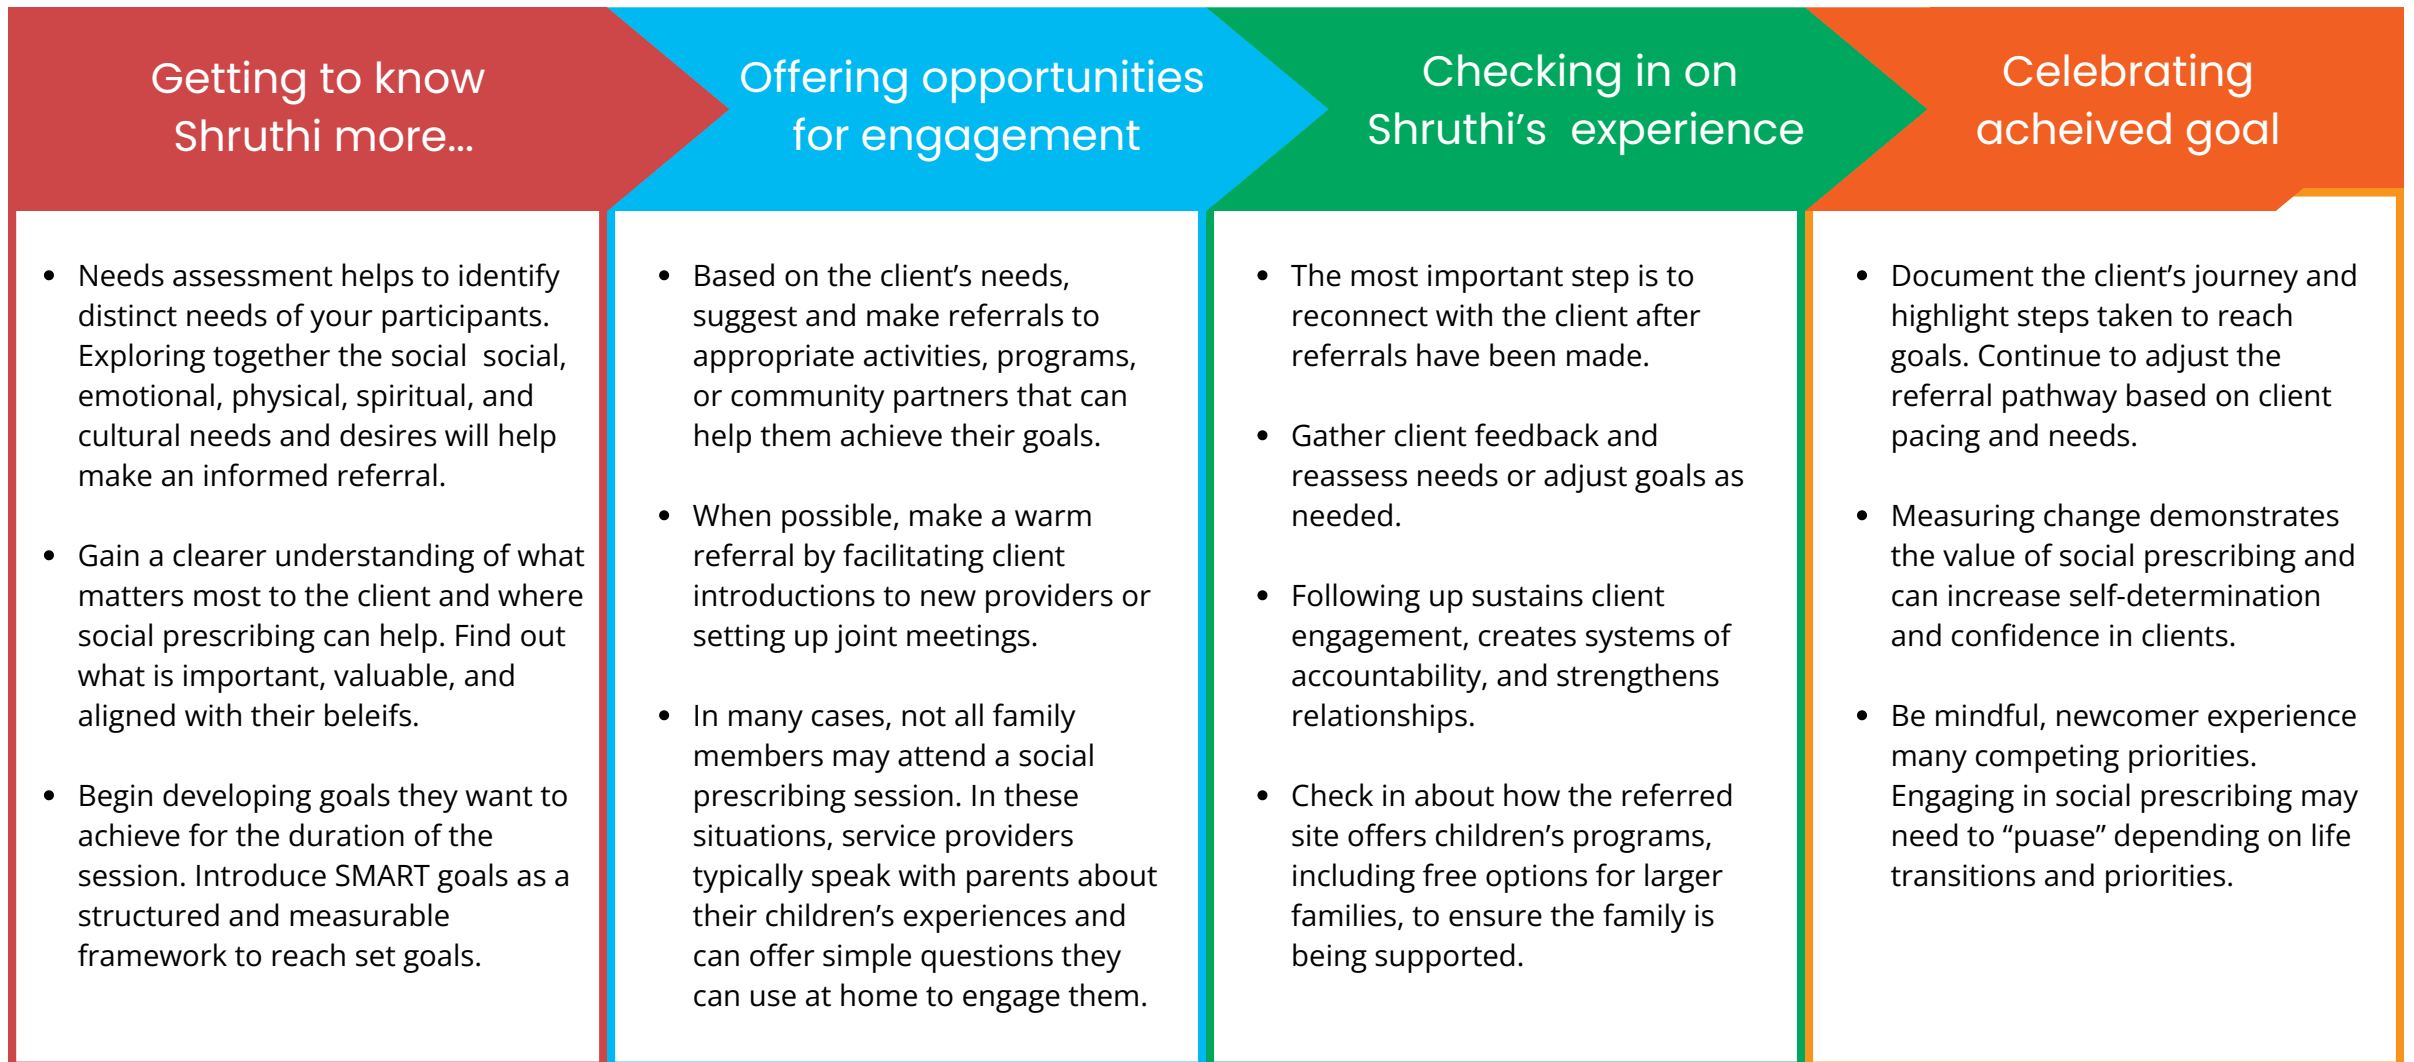 Getting to know
Shruthi more...
Offering opportunities
for engagement
Checking in on
Shruthi’s  experience
Celebrating
acheived goal
• Needs assessment helps to identify
distinct needs of your participants.
Exploring together the social  social,
emotional, physical, spiritual, and
cultural needs and desires will help
make an informed referral.
• Gain a clearer understanding of what
matters most to the client and where
social prescribing can help. Find out
what is important, valuable, and
aligned with their beleifs.
• Begin developing goals they want to
achieve for the duration of the
session. Introduce SMART goals as a
structured and measurable
framework to reach set goals.
• Based on the client’s needs,
suggest and make referrals to
appropriate activities, programs,
or community partners that can
help them achieve their goals.
• When possible, make a warm
referral by facilitating client
introductions to new providers or
setting up joint meetings.
• In many cases, not all family
members may attend a social
prescribing session. In these
situations, service providers
typically speak with parents about
their children’s experiences and
can offer simple questions they
can use at home to engage them.
• The most important step is to
reconnect with the client after
referrals have been made.
• Gather client feedback and
reassess needs or adjust goals as
needed.
• Following up sustains client
engagement, creates systems of
accountability, and strengthens
relationships.
• Check in about how the referred
site offers children’s programs,
including free options for larger
families, to ensure the family is
being supported.
• Document the client’s journey and
highlight steps taken to reach
goals. Continue to adjust the
referral pathway based on client
pacing and needs.
• Measuring change demonstrates
the value of social prescribing and
can increase self-determination
and confidence in clients.
• Be mindful, newcomer experience
many competing priorities.
Engaging in social prescribing may
need to “puase” depending on life
transitions and priorities.